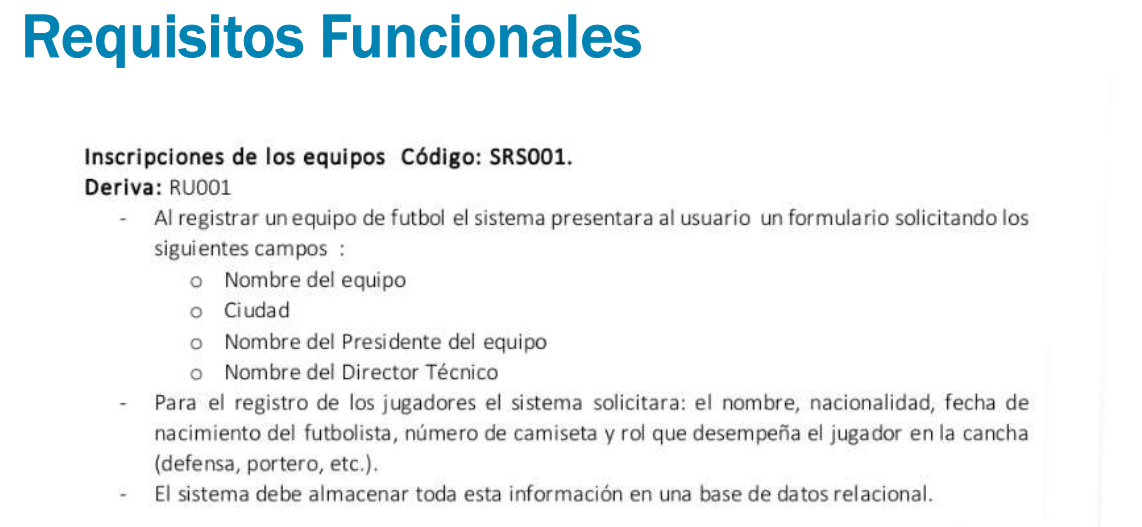 Requisitos Funcionales
Inscripciones de los equipos Código: SRS001.
Deriva: RU001
- Al registrar un equipo de futbol el sistema presentara al usuario un formulario solicitando los
siguientes campos :
o Nombre del equipo
o Ciudad
o Nombre del Presidente del equipo
o Nombre del Director Técnico
- Para el registro de los jugadores el sistema solicitara: el nombre, nacionalidad, fecha de
nacimiento del futbolista, número de camiseta y rol que desempeña el jugador en la cancha
(defensa, portero, etc.).
- El sistema debe almacenar toda esta información en una base de datos relacional.